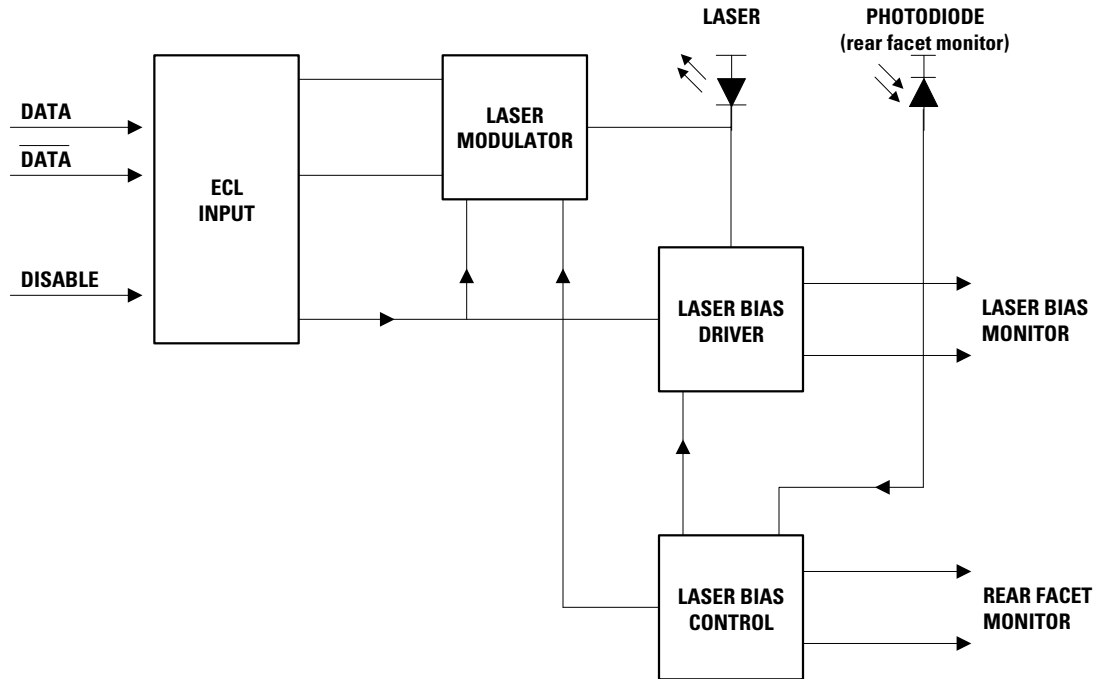 LASER
PHOTODIODE
(rear facet monitor)
DATA
DATA
DISABLE
ECL
INPUT
LASER
MODULATOR
LASER BIAS
DRIVER
LASER BIAS
MONITOR
LASER BIAS
CONTROL
REAR FACET
MONITOR